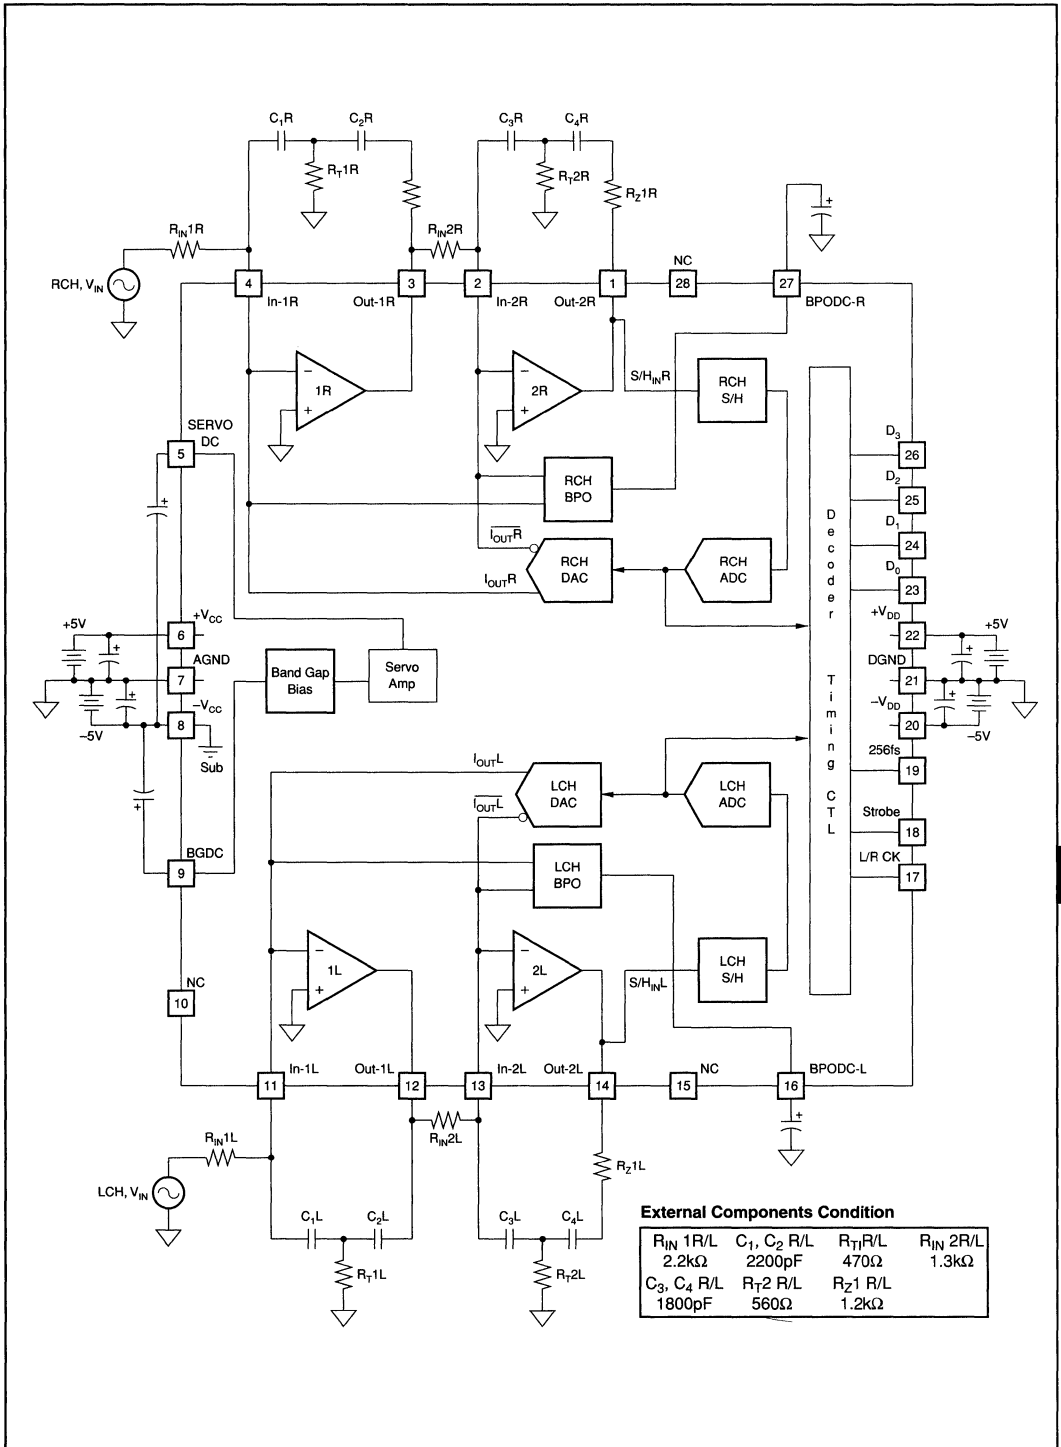 C1R C2R C3R C4R
RT1R RT2R RZ1R
RIN1R RIN2R
RCH, VIN
NC
4 3 2 1 28 27
In-1R Out-1R In-2R Out-2R BPODC-R
+
− + 1R
− + 2R
S/HINR
RCH S/H
SERVO DC
5
+
RCH BPO
D3
26
D2
25
D1
24
D0
23
IOUTR
RCH DAC
RCH ADC
IOUTR
Decoder Timing CTL
+5V
+VCC
6
+
AGND
7
+
−VCC
8
−5V
Sub
Band Gap Bias
Servo Amp
+VDD
22
+5V
+
DGND
21
+
−VDD
20
−5V
256fs
19
Strobe
18
L/R CK
17
IOUTL
LCH DAC
LCH ADC
IOUTL
+
BGDC
9
LCH BPO
NC
10
− + 1L
− + 2L
S/HINL
LCH S/H
In-1L Out-1L In-2L Out-2L NC BPODC-L
11 12 13 14 15 16
+
RIN1L
RIN2L
LCH, VIN
RZ1L
C1L C2L C3L C4L
RT1L RT2L
External Components Condition
RIN 1R/L C1, C2 R/L RTIR/L RIN 2R/L
2.2kΩ 2200pF 470Ω 1.3kΩ
C3, C4 R/L RT2 R/L RZ1 R/L
1800pF 560Ω 1.2kΩ